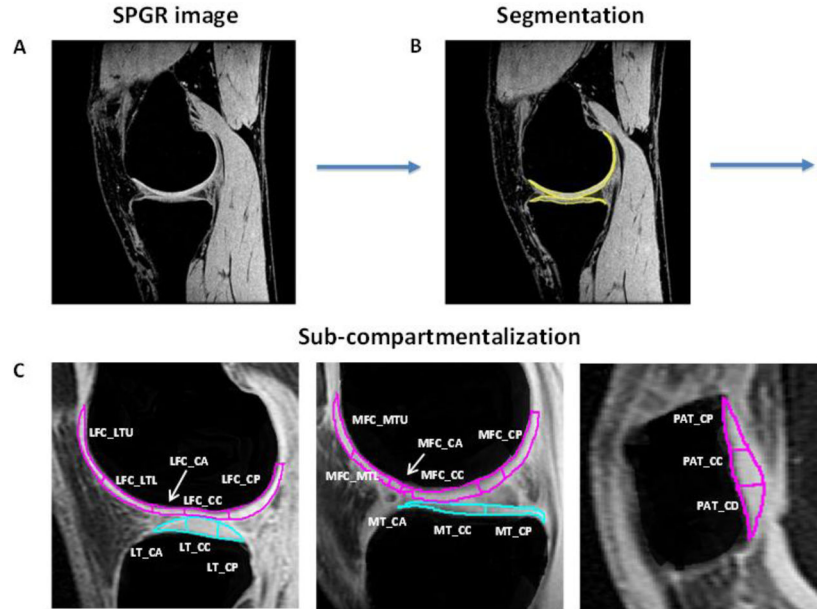 SPGR image
Segmentation
A
B
Sub-compartmentalization
C
LFC_LTU
LFC_LTL
LFC_CA
LFC_CC
LFC_CP
LT_CA
LT_CC
LT_CP
MFC_MTU
MFC_MTL
MFC_CA
MFC_CC
MFC_CP
MT_CA
MT_CC
MT_CP
PAT_CP
PAT_CC
PAT_CD